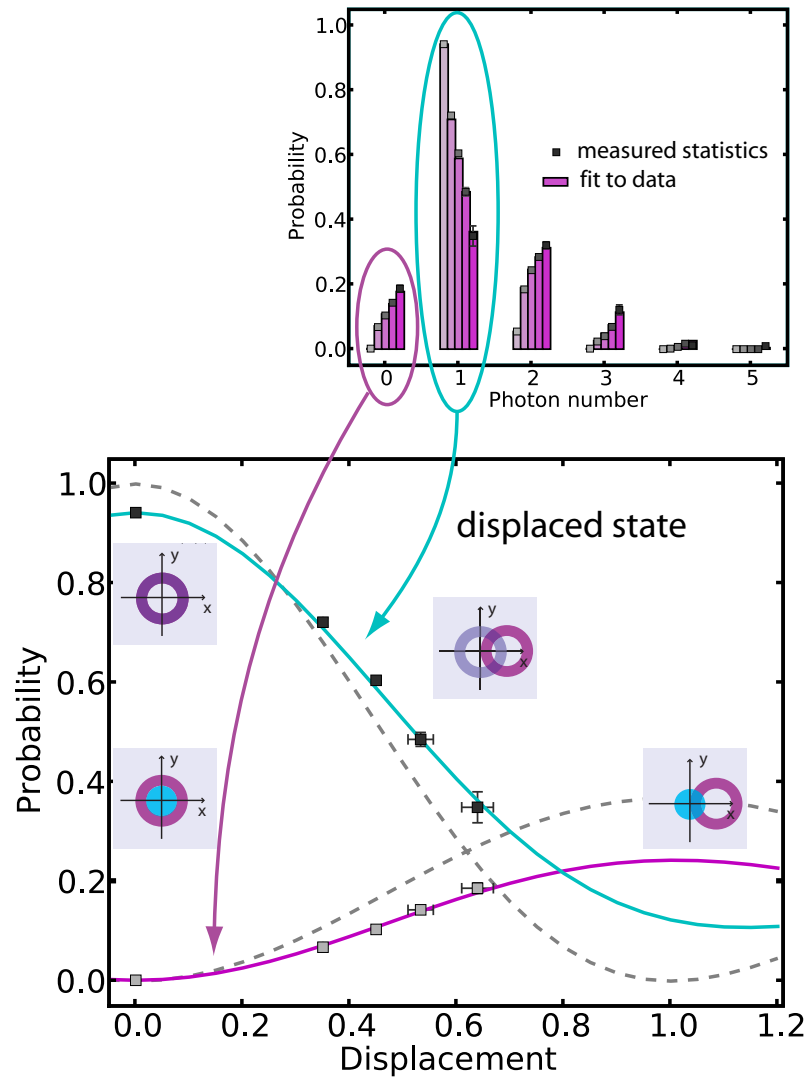 1.0
0.8
0.6
0.4
0.2
0.0
Probability
measured statistics
fit to data
0 1 2 3 4 5
Photon number
1.0
0.8
0.6
0.4
0.2
0.0
Probability
displaced state
y
x
y
x
y
x
y
x
0.0 0.2 0.4 0.6 0.8 1.0 1.2
Displacement